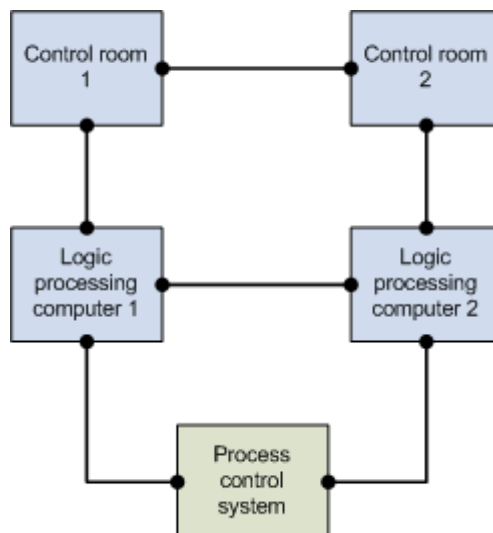 Control room
1
Control room
2
Logic
processing
computer 1
Logic
processing
computer 2
Process
control
system